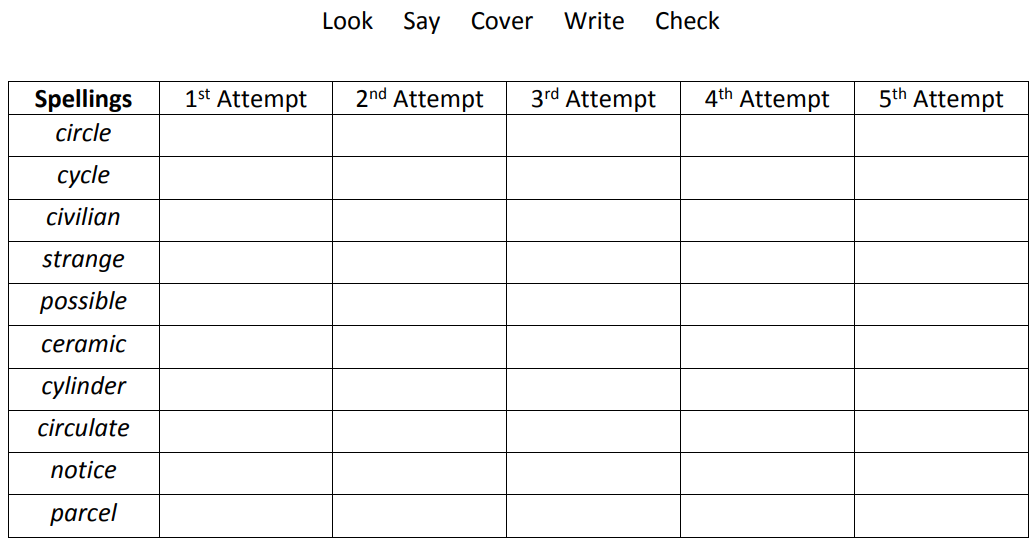 Look Say Cover Write Check
Spellings 1st Attempt 2nd Attempt 3rd Attempt 4th Attempt 5th Attempt
circle
cycle
civilian
strange
possible
ceramic
cylinder
circulate
notice
parcel